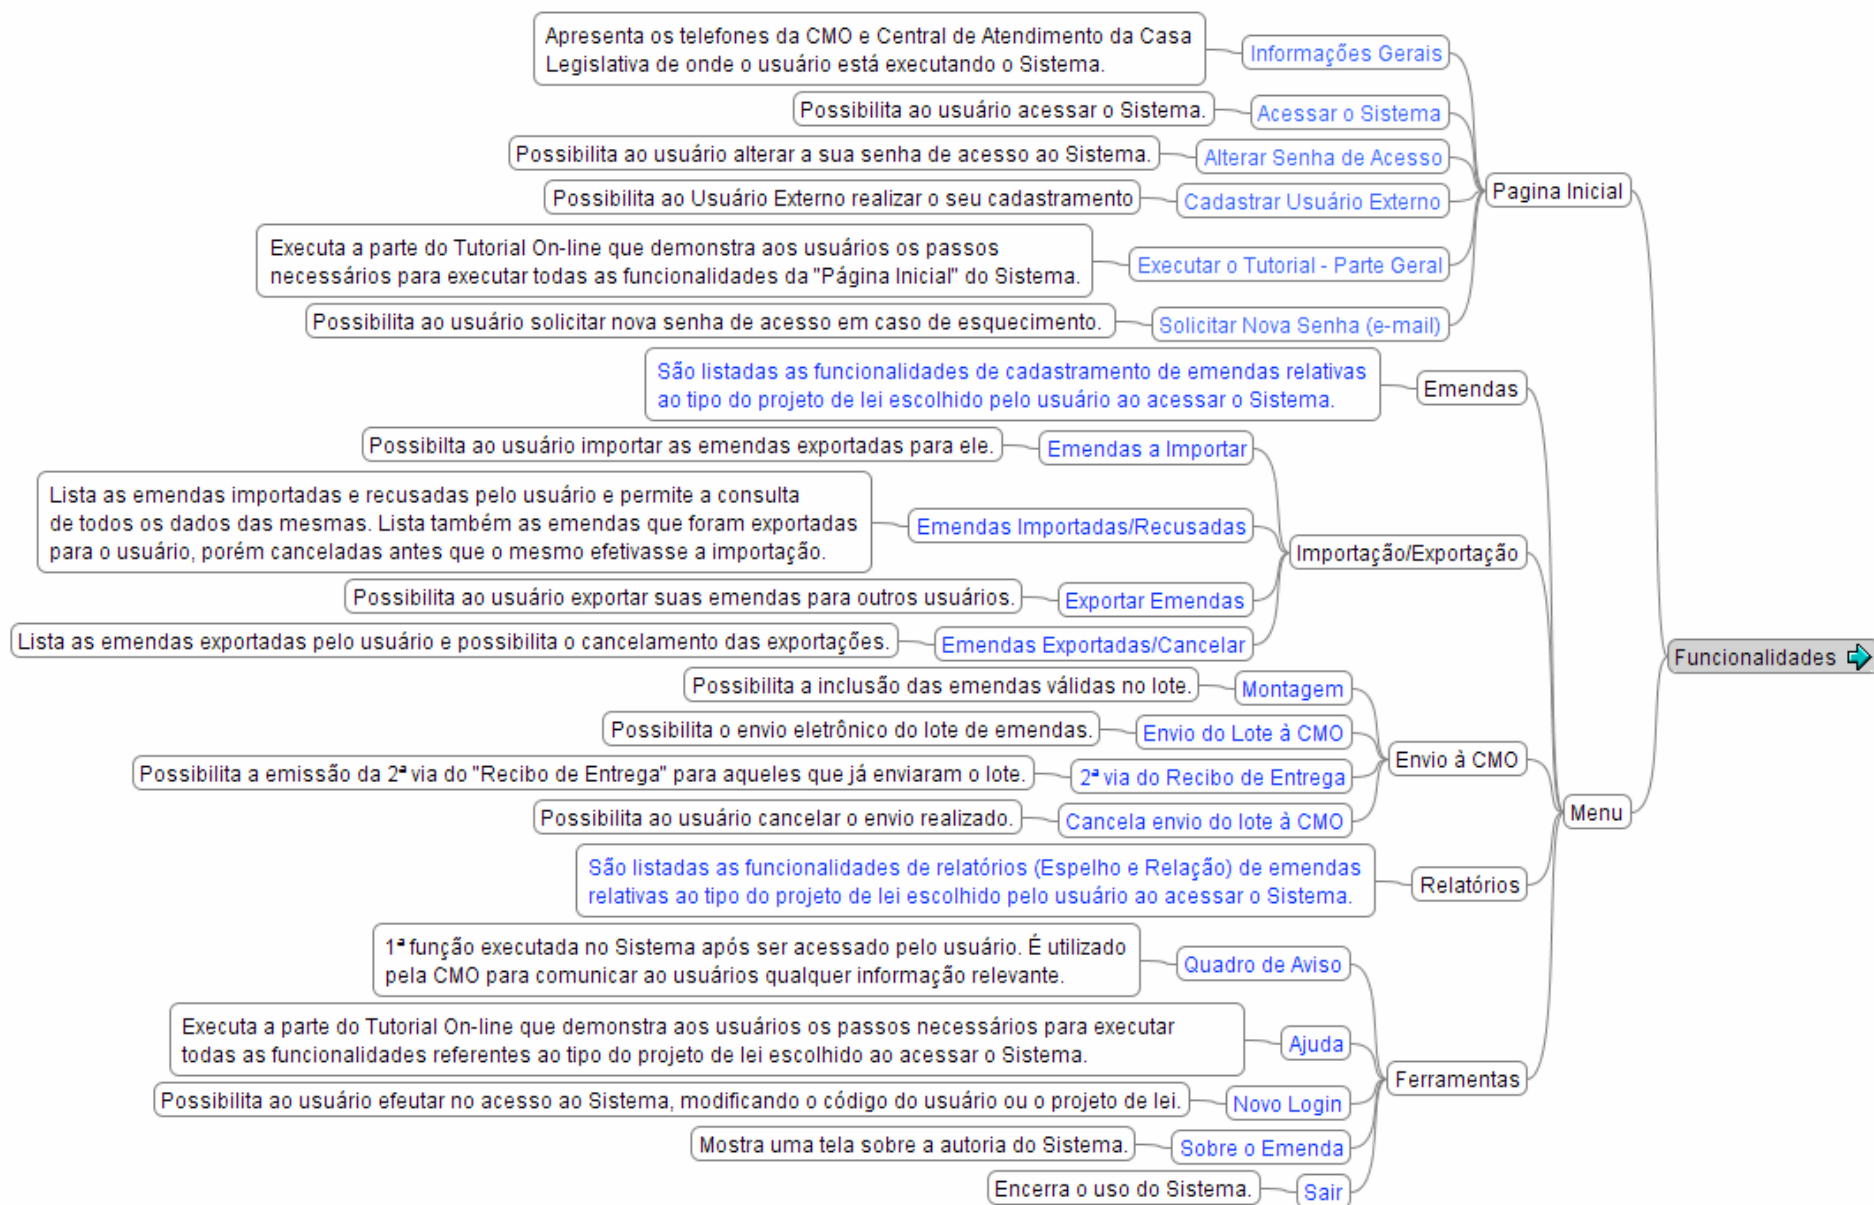 Apresenta os telefones da CMO e Central de Atendimento da Casa
Legislativa de onde o usuário está executando o Sistema.
Informações Gerais
Possibilita ao usuário acessar o Sistema.
Acessar o Sistema
Possibilita ao usuário alterar a sua senha de acesso ao Sistema.
Alterar Senha de Acesso
Pagina Inicial
Possibilita ao Usuário Externo realizar o seu cadastramento
Cadastrar Usuário Externo
Executa a parte do Tutorial On-line que demonstra aos usuários os passos
necessários para executar todas as funcionalidades da "Página Inicial" do Sistema.
Executar o Tutorial - Parte Geral
Possibilita ao usuário solicitar nova senha de acesso em caso de esquecimento.
Solicitar Nova Senha (e-mail)
São listadas as funcionalidades de cadastramento de emendas relativas
ao tipo do projeto de lei escolhido pelo usuário ao acessar o Sistema.
Emendas
Possibilta ao usuário importar as emendas exportadas para ele.
Emendas a Importar
Lista as emendas importadas e recusadas pelo usuário e permite a consulta
de todos os dados das mesmas. Lista também as emendas que foram exportadas
para o usuário, porém canceladas antes que o mesmo efetivasse a importação.
Emendas Importadas/Recusadas
Importação/Exportação
Possibilita ao usuário exportar suas emendas para outros usuários.
Exportar Emendas
Lista as emendas exportadas pelo usuário e possibilita o cancelamento das exportações.
Emendas Exportadas/Cancelar
Funcionalidades
Possibilita a inclusão das emendas válidas no lote.
Montagem
Possibilita o envio eletrônico do lote de emendas.
Envio do Lote à CMO
Envio à CMO
Possibilita a emissão da 2ª via do "Recibo de Entrega" para aqueles que já enviaram o lote.
2ª via do Recibo de Entrega
Possibilita ao usuário cancelar o envio realizado.
Cancela envio do lote à CMO
Menu
São listadas as funcionalidades de relatórios (Espelho e Relação) de emendas
relativas ao tipo do projeto de lei escolhido pelo usuário ao acessar o Sistema.
Relatórios
1ª função executada no Sistema após ser acessado pelo usuário. É utilizado
pela CMO para comunicar ao usuários qualquer informação relevante.
Quadro de Aviso
Executa a parte do Tutorial On-line que demonstra aos usuários os passos necessários para executar
todas as funcionalidades referentes ao tipo do projeto de lei escolhido ao acessar o Sistema.
Ajuda
Ferramentas
Possibilita ao usuário efeutar no acesso ao Sistema, modificando o código do usuário ou o projeto de lei.
Novo Login
Mostra uma tela sobre a autoria do Sistema.
Sobre o Emenda
Encerra o uso do Sistema.
Sair